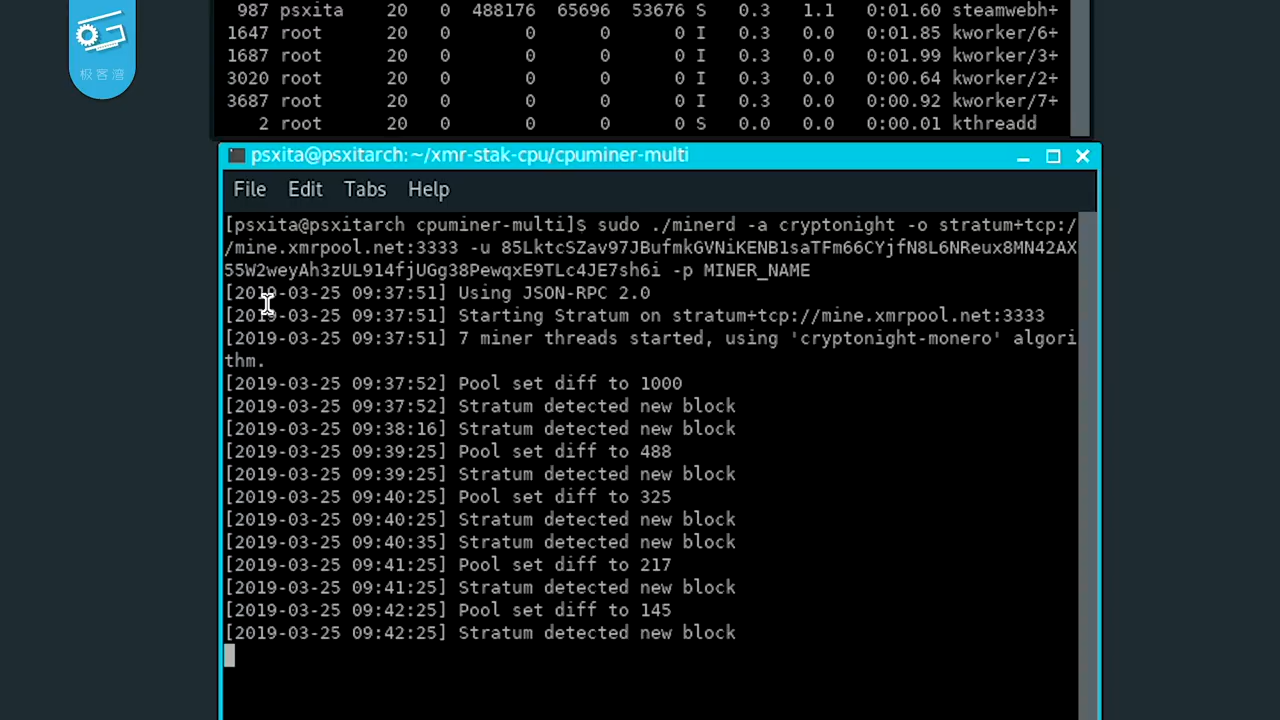 987 psxita 20 0 488176 65696 53676 S 0.3 1.1 0:01.60 steamwebh+
1647 root 20 0 0 0 0 I 0.3 0.0 0:01.85 kworker/6+
1687 root 20 0 0 0 0 I 0.3 0.0 0:01.99 kworker/3+
3020 root 20 0 0 0 0 I 0.3 0.0 0:00.64 kworker/2+
3687 root 20 0 0 0 0 I 0.3 0.0 0:00.92 kworker/7+
2 root 20 0 0 0 0 S 0.0 0.0 0:00.01 kthreadd
极客湾
psxita@psxitarch:~/xmr-stak-cpu/cpuminer-multi
File Edit Tabs Help
[psxita@psxitarch cpuminer-multi]$ sudo ./minerd -a cryptonight -o stratum+tcp:/
/mine.xmrpool.net:3333 -u 85LktcSZav97JBufmkGVNiKENB1saTFm66CYjfN8L6NReux8MN42AX
55W2weyAh3zUL914fjUGg38PewqxE9TLc4JE7sh6i -p MINER_NAME
[2019-03-25 09:37:51] Using JSON-RPC 2.0
[2019-03-25 09:37:51] Starting Stratum on stratum+tcp://mine.xmrpool.net:3333
[2019-03-25 09:37:51] 7 miner threads started, using 'cryptonight-monero' algori
thm.
[2019-03-25 09:37:52] Pool set diff to 1000
[2019-03-25 09:37:52] Stratum detected new block
[2019-03-25 09:38:16] Stratum detected new block
[2019-03-25 09:39:25] Pool set diff to 488
[2019-03-25 09:39:25] Stratum detected new block
[2019-03-25 09:40:25] Pool set diff to 325
[2019-03-25 09:40:25] Stratum detected new block
[2019-03-25 09:40:35] Stratum detected new block
[2019-03-25 09:41:25] Pool set diff to 217
[2019-03-25 09:41:25] Stratum detected new block
[2019-03-25 09:42:25] Pool set diff to 145
[2019-03-25 09:42:25] Stratum detected new block